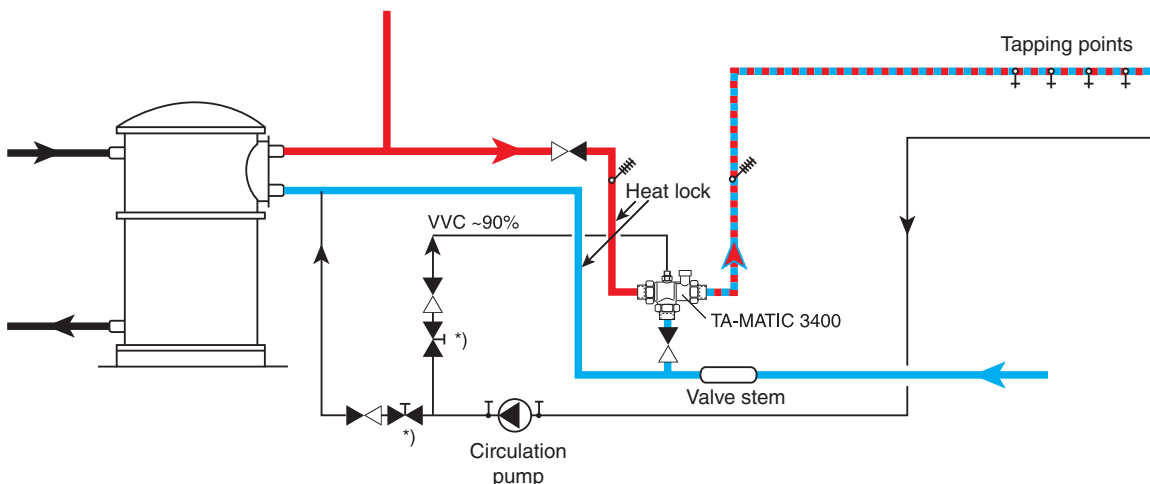 Tapping points
Heat lock
VVC ~90%
TA-MATIC 3400
*)
Valve stem
*)
Circulation
pump